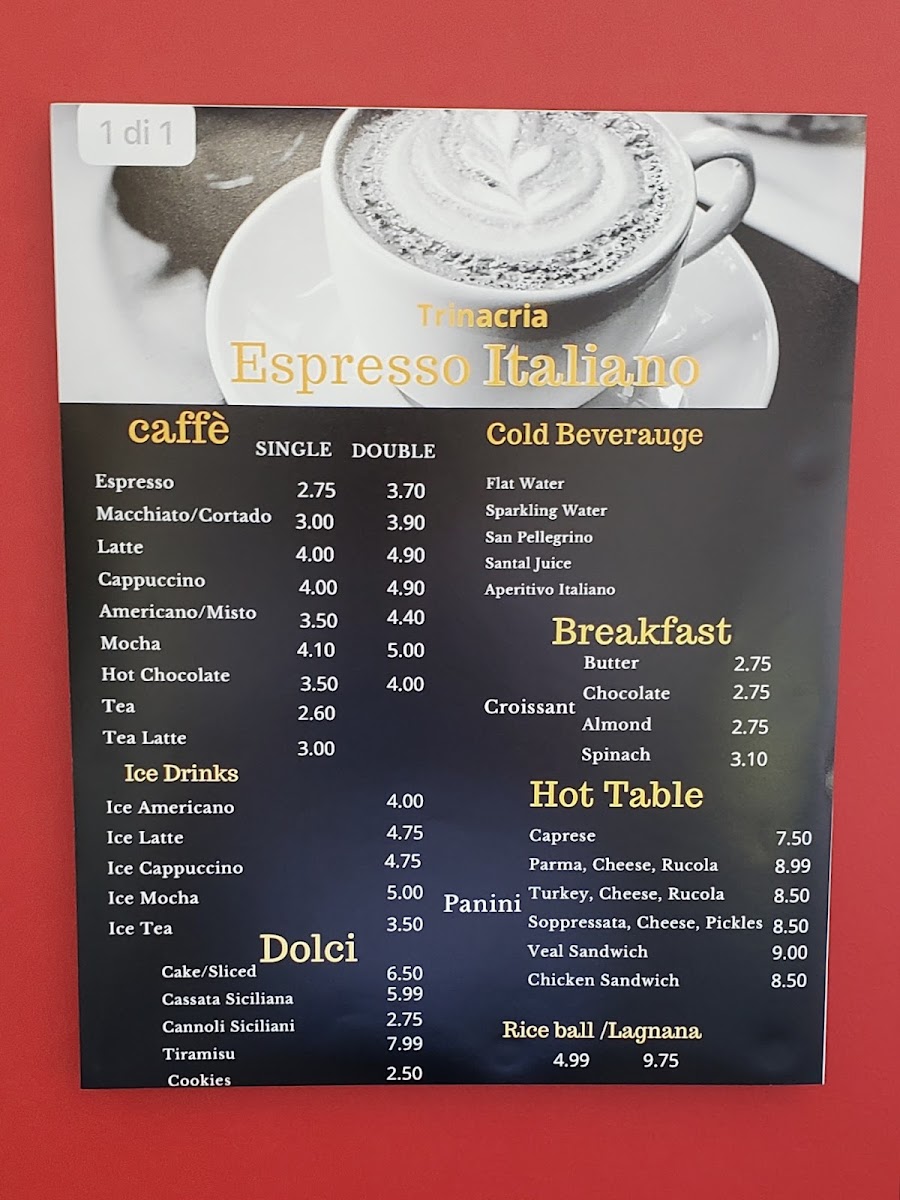 1 di 1
Trinacria
Espresso Italiano
caffè
SINGLE DOUBLE
Espresso 2.75 3.70
Macchiato/Cortado 3.00 3.90
Latte 4.00 4.90
Cappuccino 4.00 4.90
Americano/Misto 3.50 4.40
Mocha 4.10 5.00
Hot Chocolate 3.50 4.00
Tea 2.60
Tea Latte 3.00
Ice Drinks
Ice Americano 4.00
Ice Latte 4.75
Ice Cappuccino 4.75
Ice Mocha 5.00
Ice Tea 3.50
Dolci
Cake/Sliced 6.50
Cassata Siciliana 5.99
Cannoli Siciliani 2.75
Tiramisu 7.99
Cookies 2.50
Cold Beverauge
Flat Water
Sparkling Water
San Pellegrino
Santal Juice
Aperitivo Italiano
Breakfast
Croissant
Butter 2.75
Chocolate 2.75
Almond 2.75
Spinach 3.10
Hot Table
Panini
Caprese 7.50
Parma, Cheese, Rucola 8.99
Turkey, Cheese, Rucola 8.50
Soppressata, Cheese, Pickles 8.50
Veal Sandwich 9.00
Chicken Sandwich 8.50
Rice ball /Lagnana
4.99 9.75